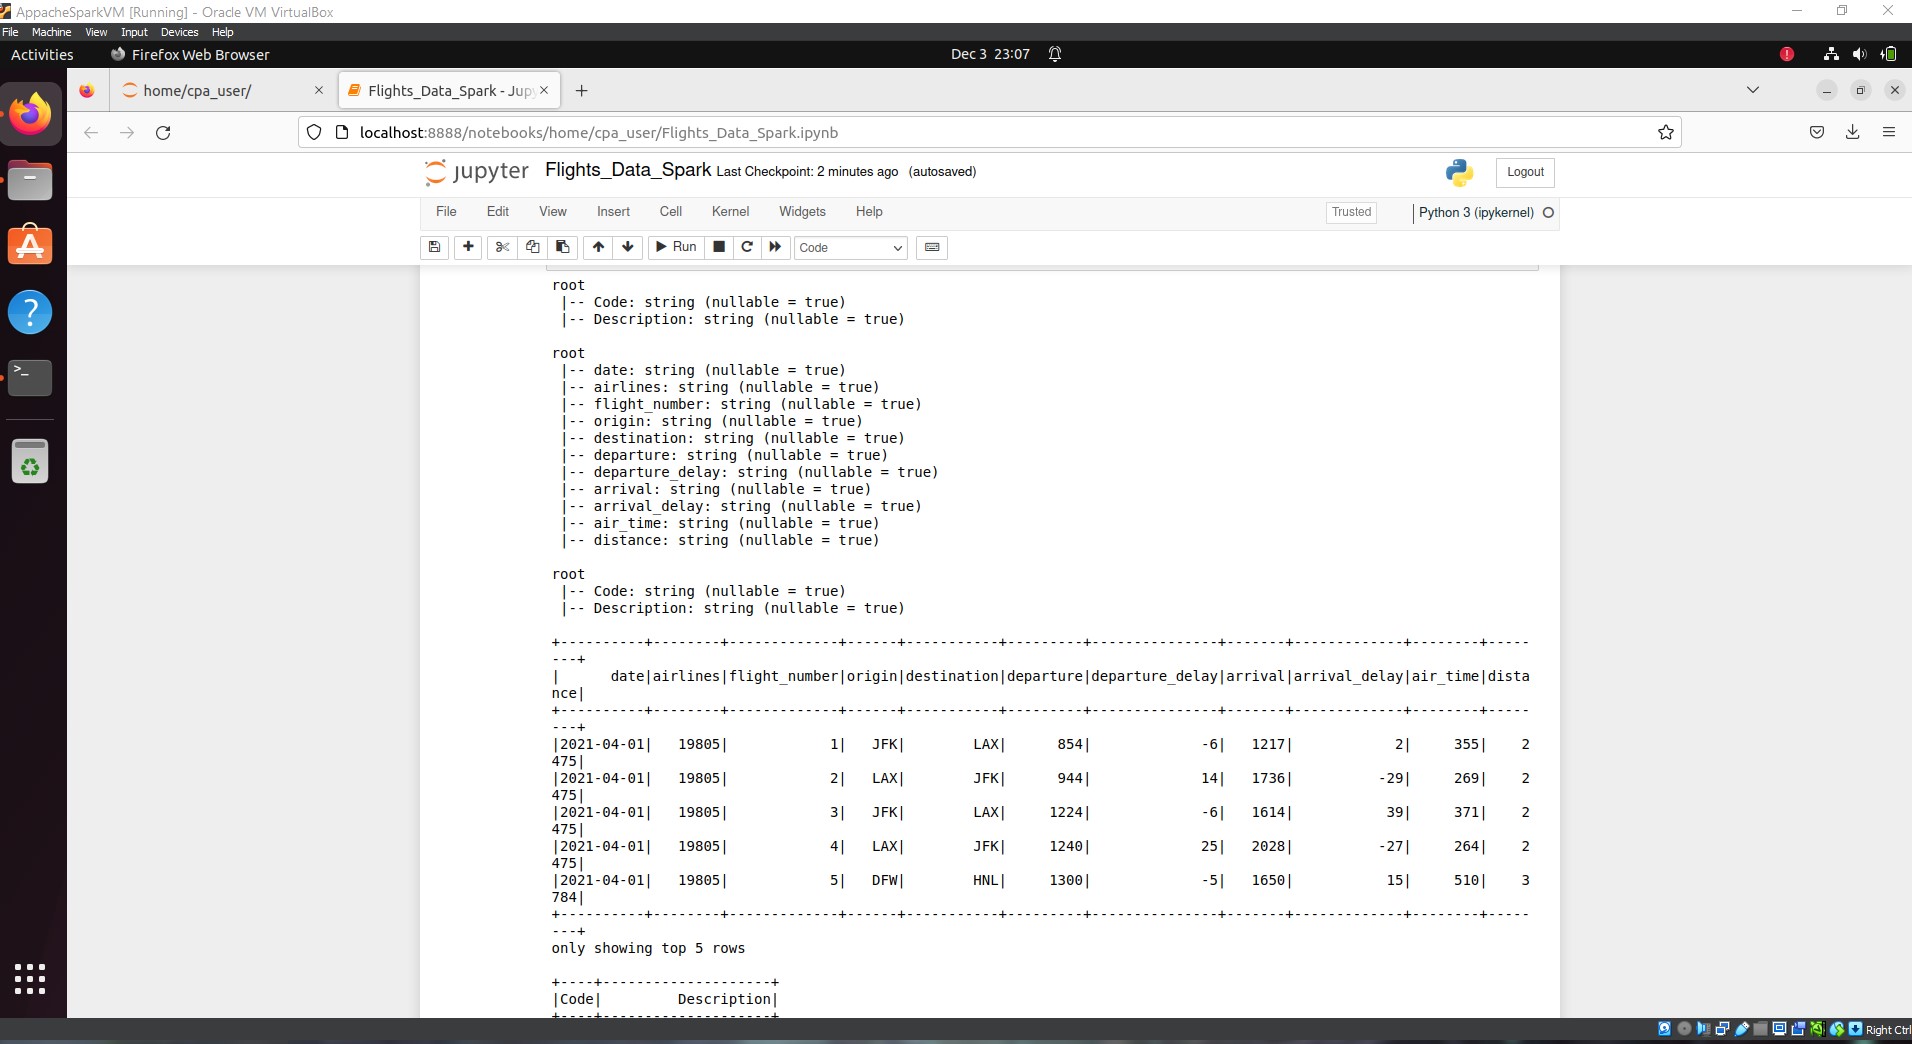 AppacheSparkVM [Running] - Oracle VM VirtualBox
File Machine View Input Devices Help
Activities Firefox Web Browser Dec 3 23:07
home/cpa_user/ Flights_Data_Spark - Jup
localhost:8888/notebooks/home/cpa_user/Flights_Data_Spark.ipynb
jupyter Flights_Data_Spark Last Checkpoint: 2 minutes ago (autosaved) Logout
File Edit View Insert Cell Kernel Widgets Help Trusted Python 3 (ipykernel)
Run Code
root
 |-- Code: string (nullable = true)
 |-- Description: string (nullable = true)
root
 |-- date: string (nullable = true)
 |-- airlines: string (nullable = true)
 |-- flight_number: string (nullable = true)
 |-- origin: string (nullable = true)
 |-- destination: string (nullable = true)
 |-- departure: string (nullable = true)
 |-- departure_delay: string (nullable = true)
 |-- arrival: string (nullable = true)
 |-- arrival_delay: string (nullable = true)
 |-- air_time: string (nullable = true)
 |-- distance: string (nullable = true)
root
 |-- Code: string (nullable = true)
 |-- Description: string (nullable = true)
+----------+--------+-------------+------+-----------+---------+---------------+-------+-------------+--------+-----
---+
|      date|airlines|flight_number|origin|destination|departure|departure_delay|arrival|arrival_delay|air_time|dista
nce|
+----------+--------+-------------+------+-----------+---------+---------------+-------+-------------+--------+-----
---+
|2021-04-01|   19805|            1|   JFK|        LAX|      854|             -6|   1217|            2|     355|    2
475|
|2021-04-01|   19805|            2|   LAX|        JFK|      944|             14|   1736|          -29|     269|    2
475|
|2021-04-01|   19805|            3|   JFK|        LAX|     1224|             -6|   1614|           39|     371|    2
475|
|2021-04-01|   19805|            4|   LAX|        JFK|     1240|             25|   2028|          -27|     264|    2
475|
|2021-04-01|   19805|            5|   DFW|        HNL|     1300|             -5|   1650|           15|     510|    3
784|
+----------+--------+-------------+------+-----------+---------+---------------+-------+-------------+--------+-----
---+
only showing top 5 rows
+----+--------------------+
|Code|         Description|
+----+--------------------+
Right Ctrl